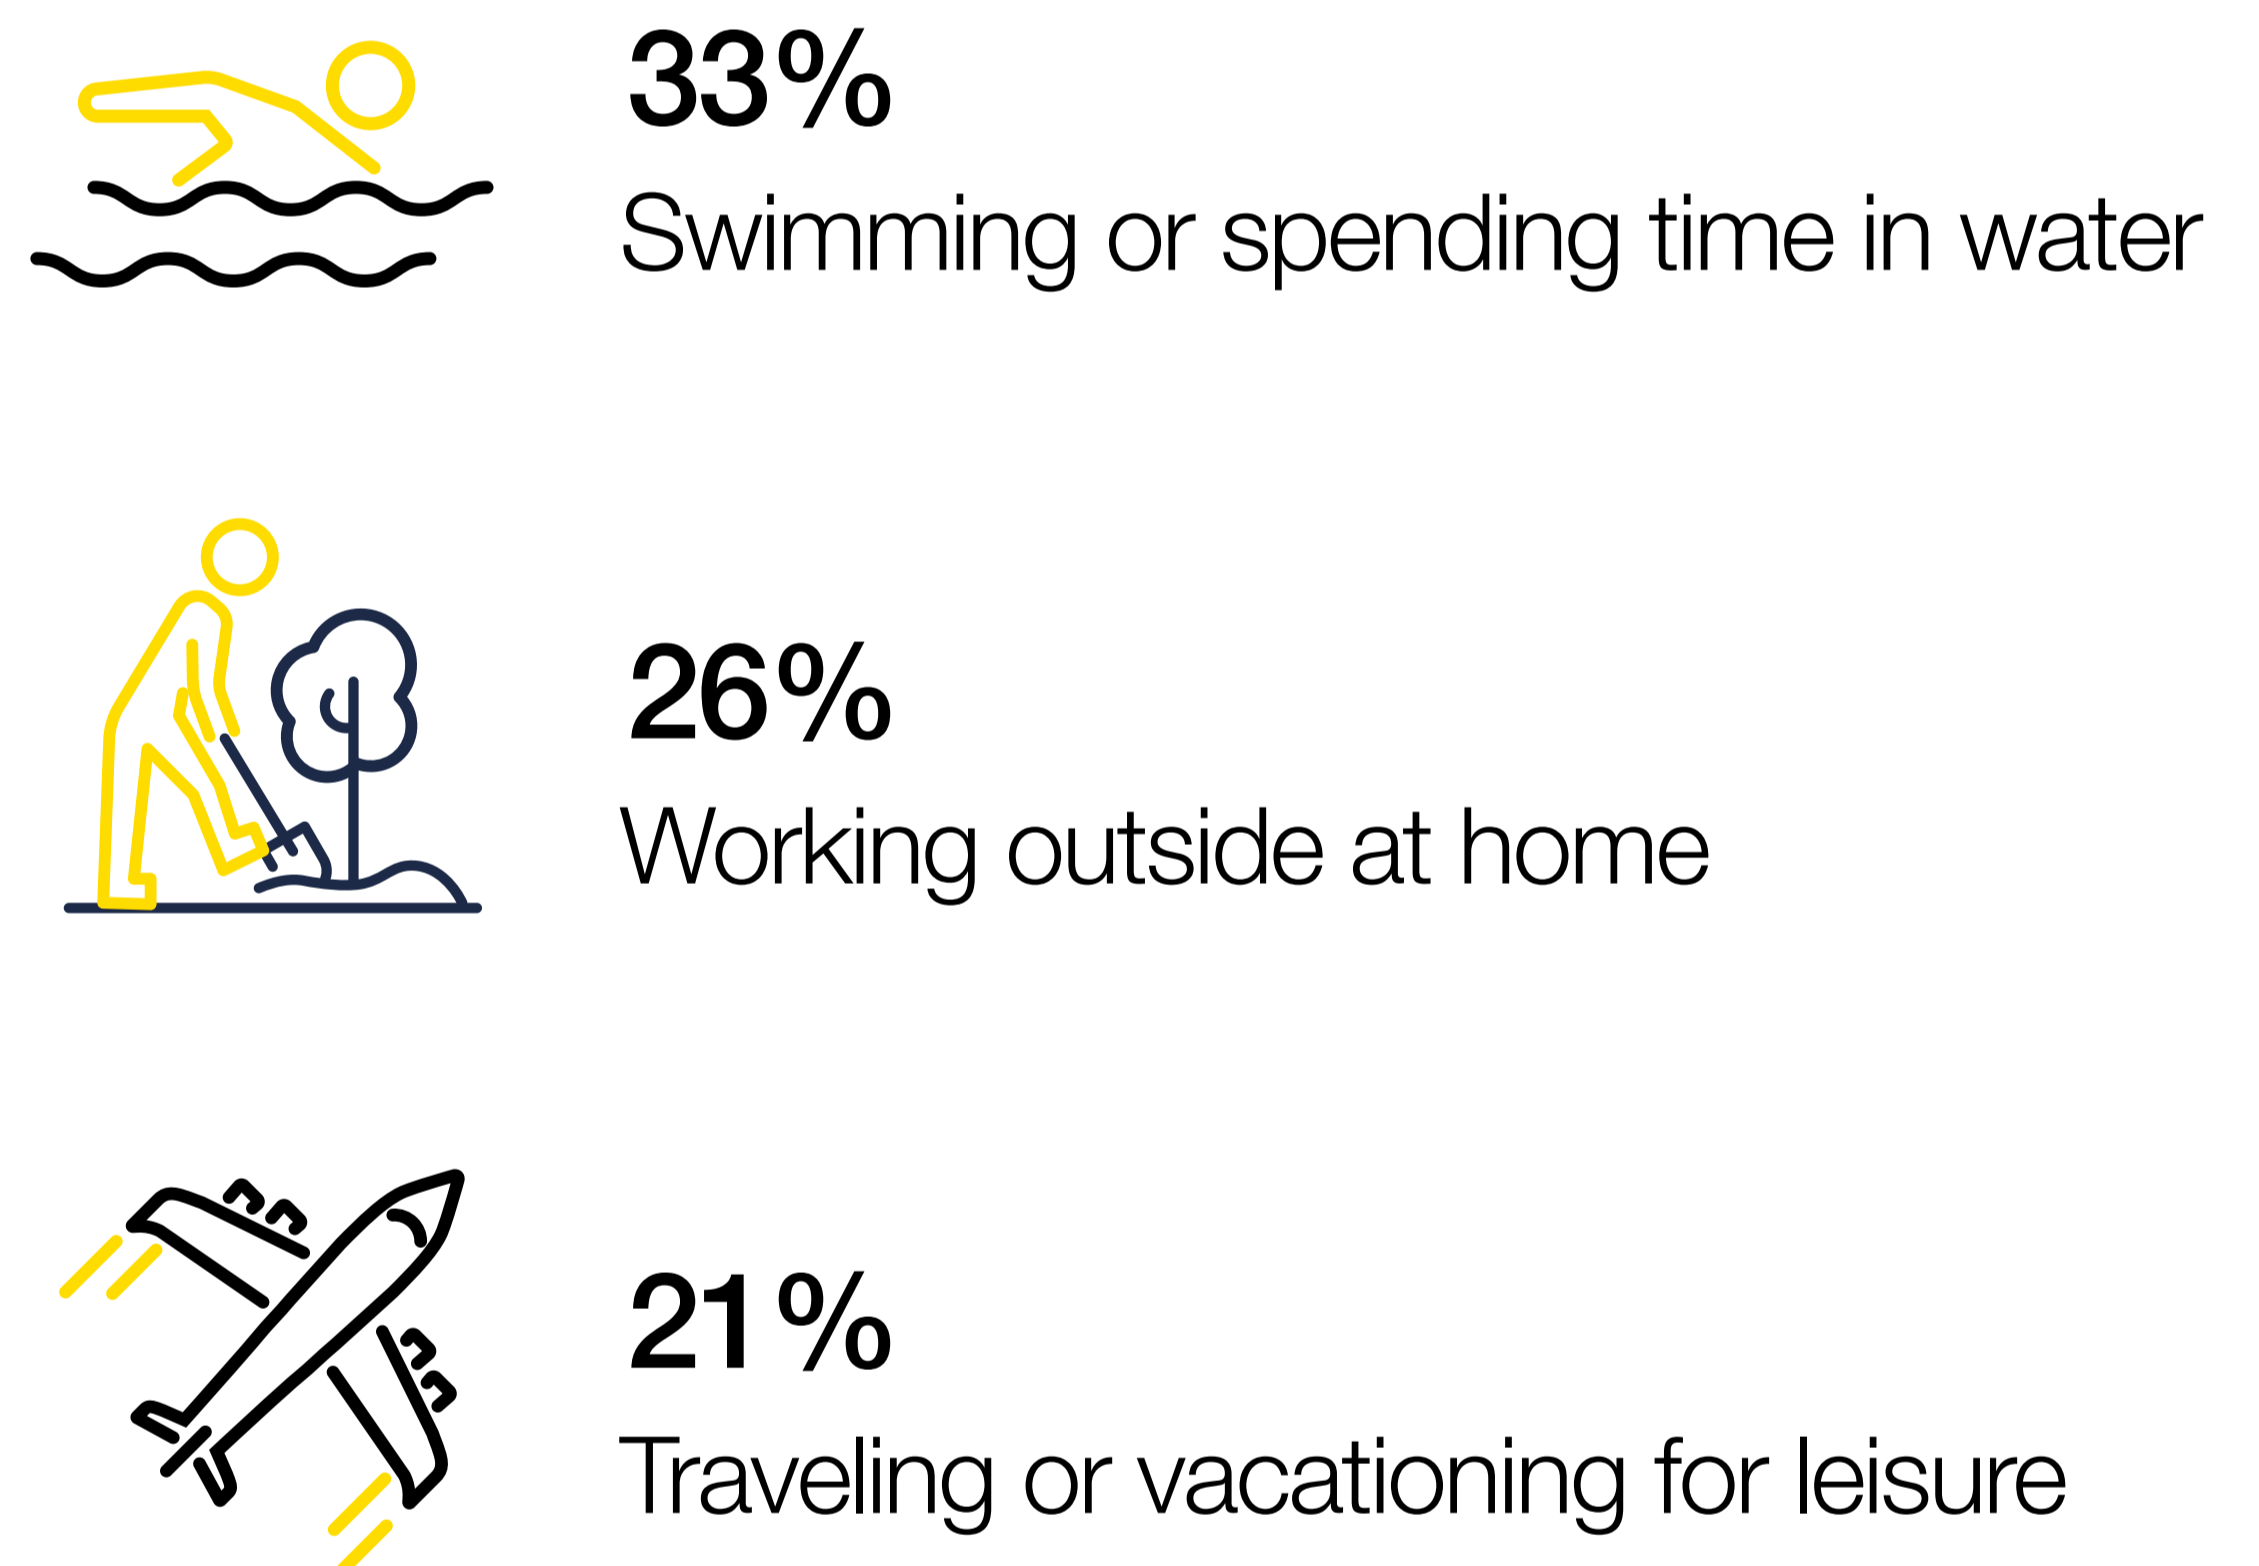 33%
Swimming or spending time in water
26%
Working outside at home
21%
Traveling or vacationing for leisure